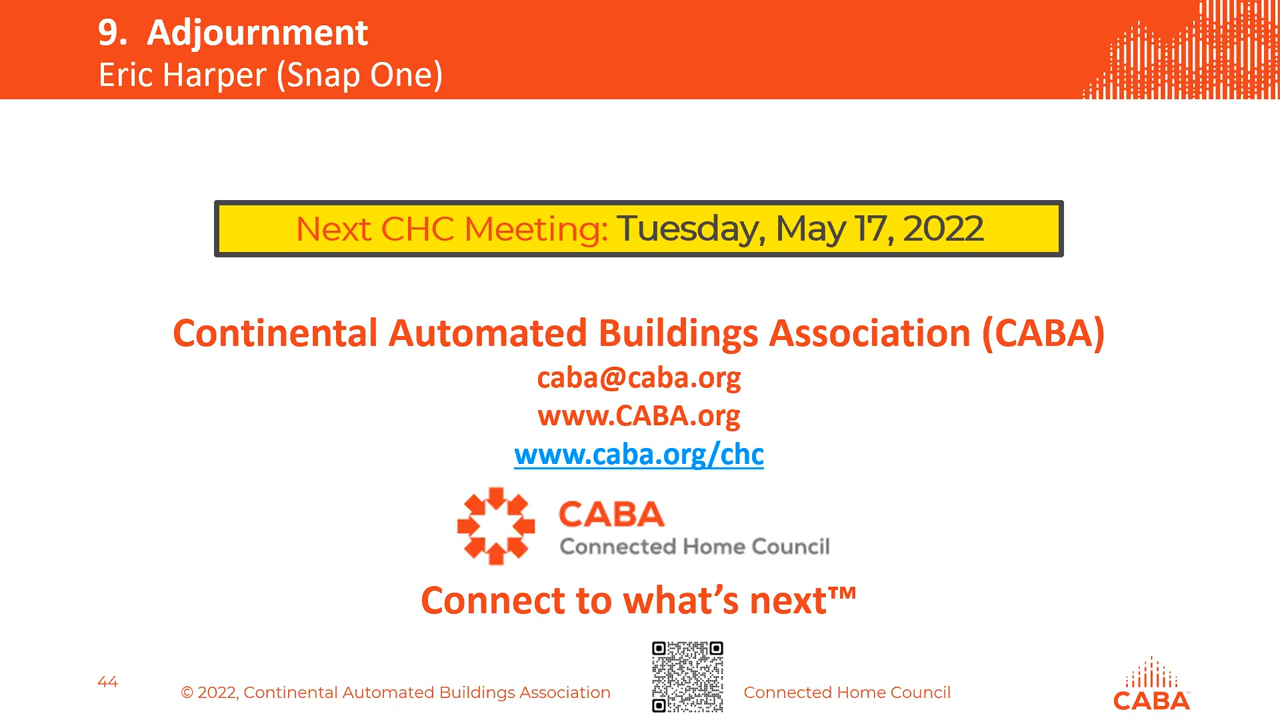 9. Adjournment
Eric Harper (Snap One)
Next CHC Meeting: Tuesday, May 17, 2022
Continental Automated Buildings Association (CABA)
caba@caba.org
www.CABA.org
www.caba.org/chc
CABA
Connected Home Council
Connect to what's next™
44
© 2022, Continental Automated Buildings Association
Connected Home Council
CABA